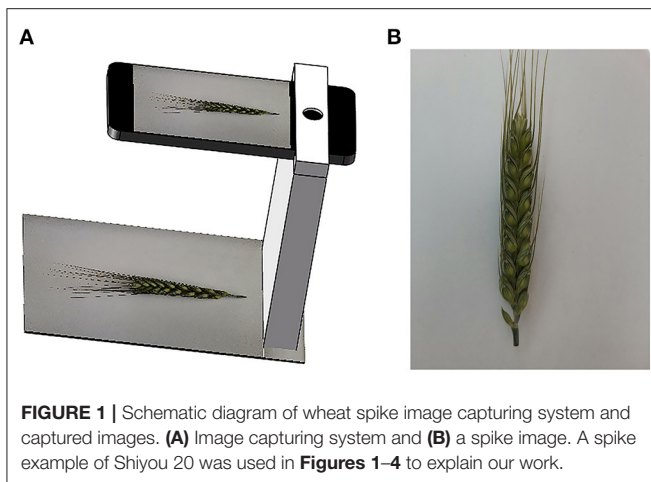 A
B
FIGURE 1 | Schematic diagram of wheat spike image capturing system and
captured images. (A) Image capturing system and (B) a spike image. A spike
example of Shiyou 20 was used in Figures 1–4 to explain our work.